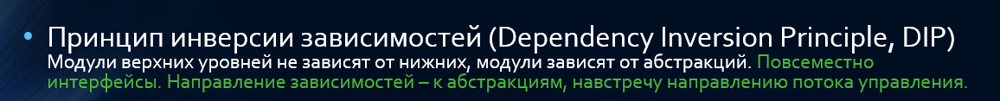 • Принцип инверсии зависимостей (Dependency Inversion Principle, DIP)
Модули верхних уровней не зависят от нижних, модули зависят от абстракций. Повсеместно
интерфейсы. Направление зависимостей – к абстракциям, навстречу направлению потока управления.